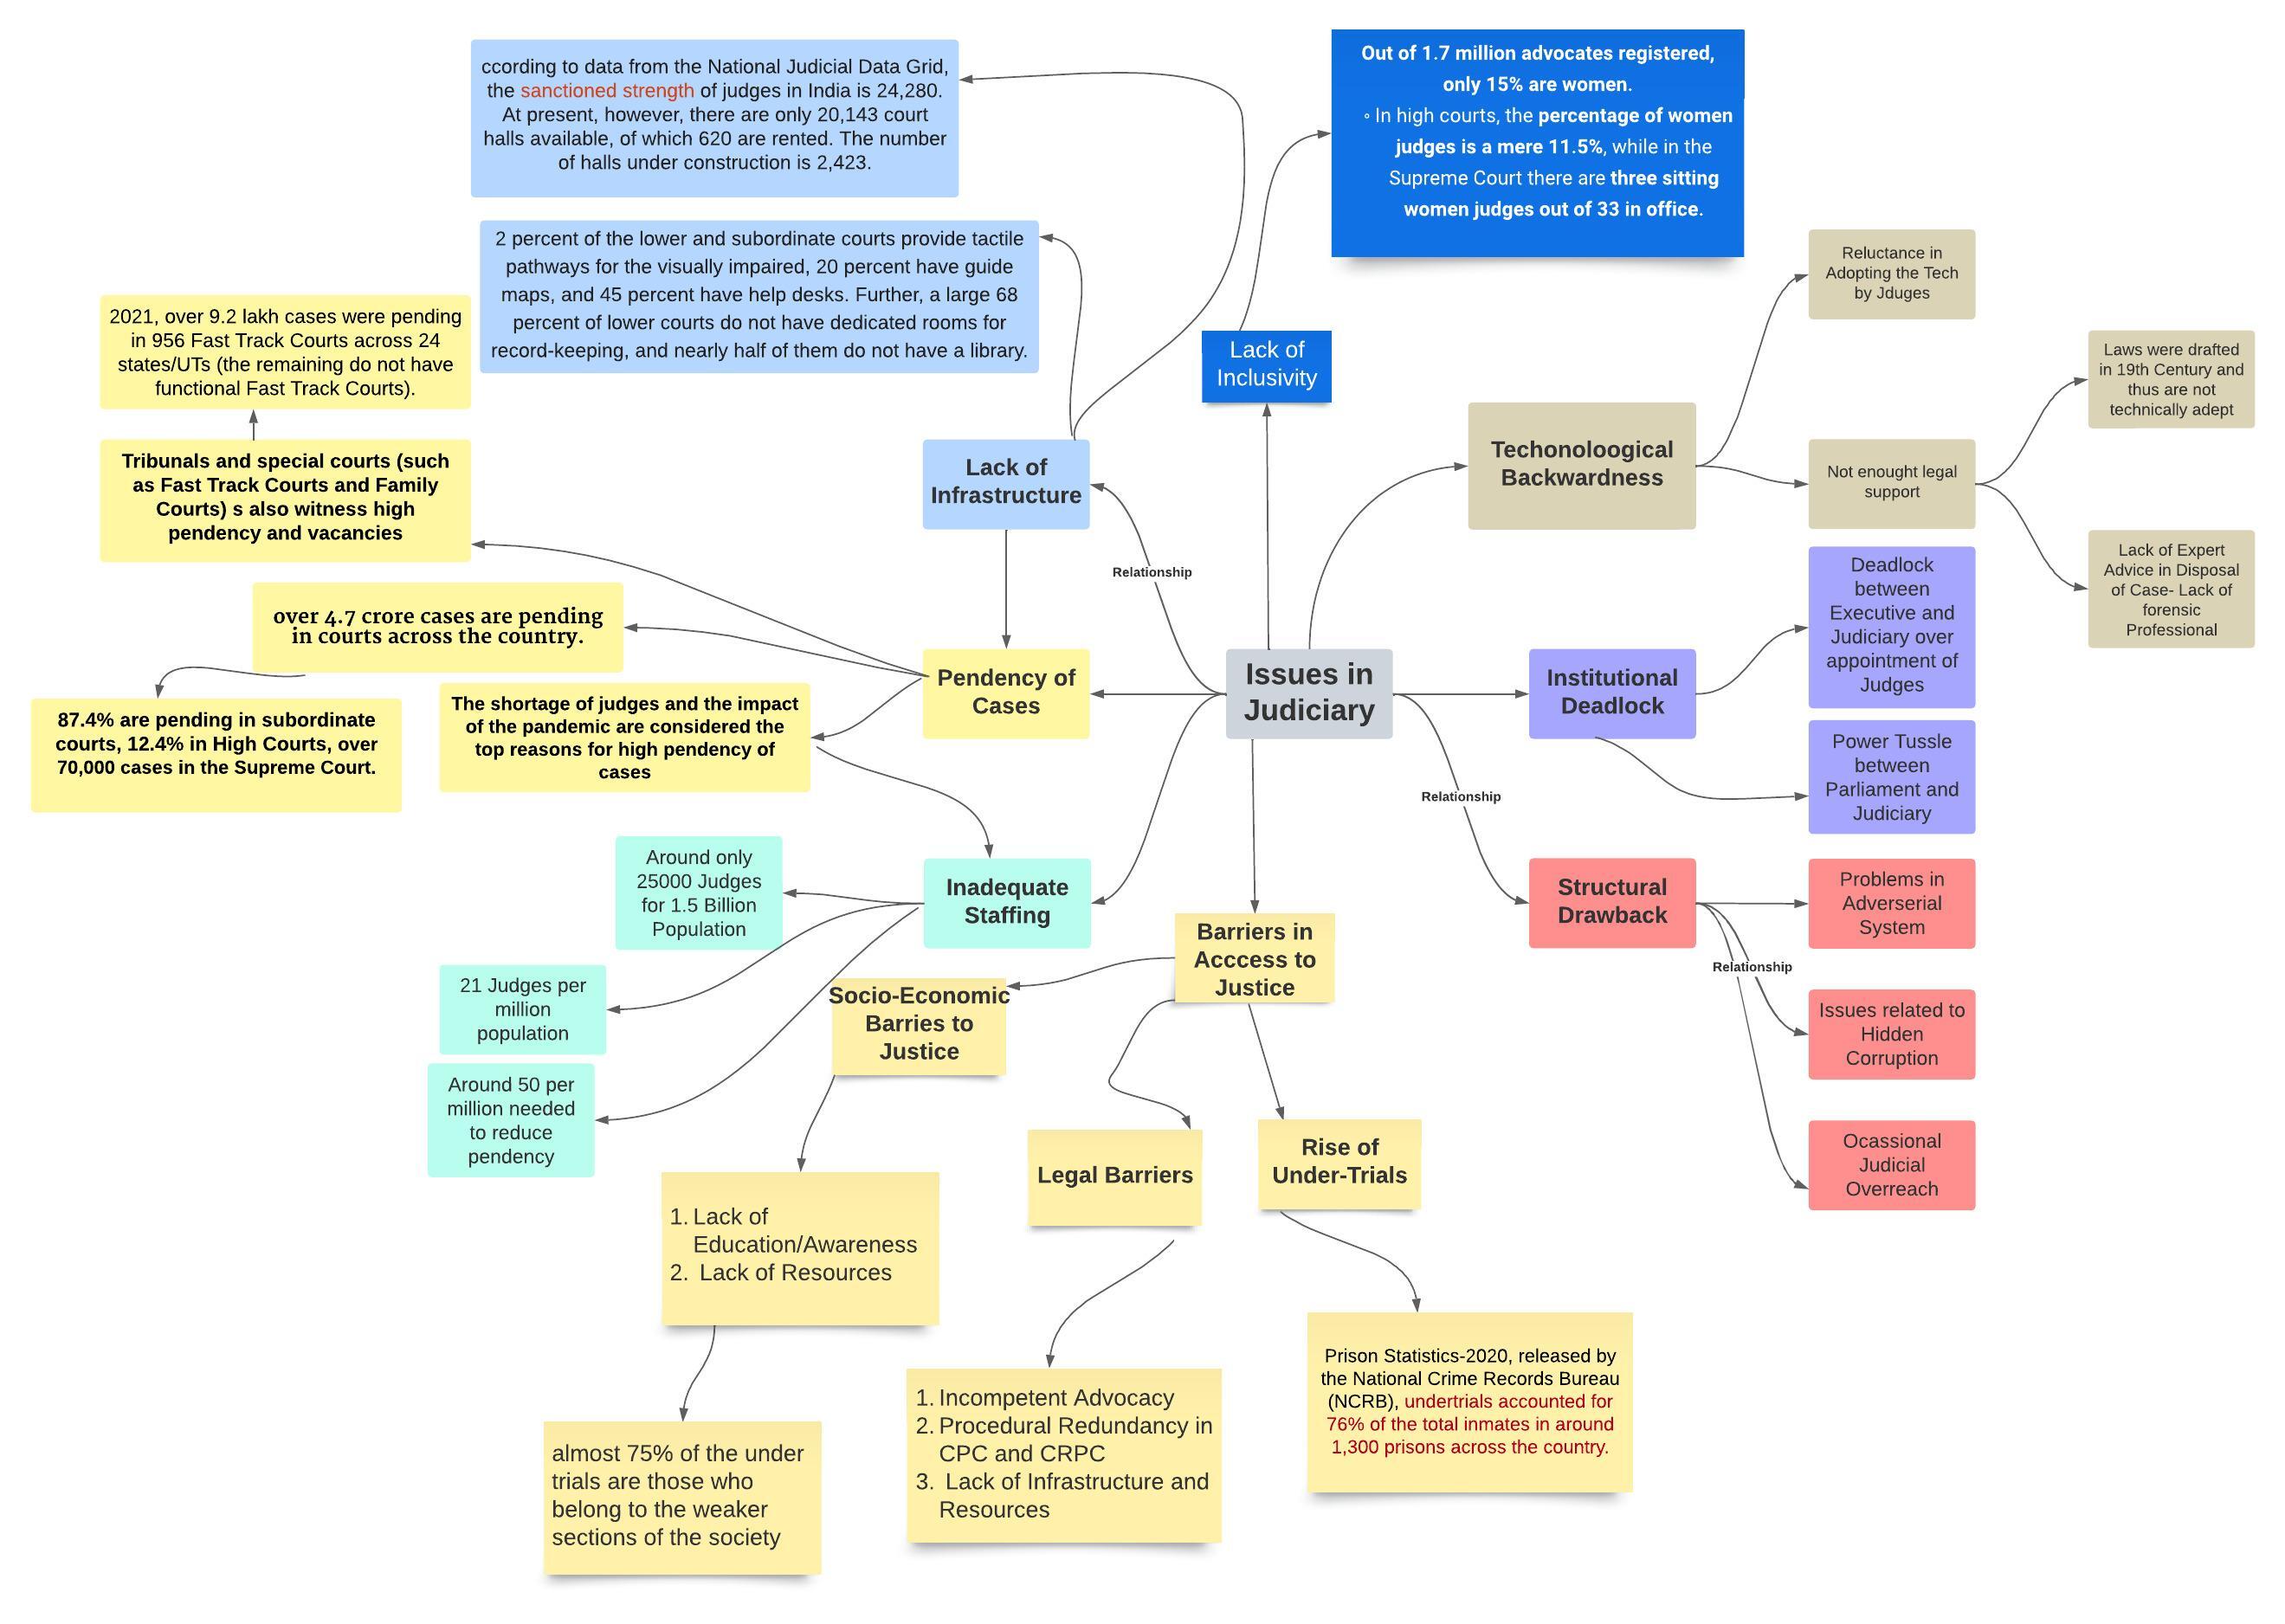 ccording to data from the National Judicial Data Grid,
the sanctioned strength of judges in India is 24,280.
At present, however, there are only 20,143 court
halls available, of which 620 are rented. The number
of halls under construction is 2,423.
Out of 1.7 million advocates registered,
only 15% are women.
◦ In high courts, the percentage of women
judges is a mere 11.5%, while in the
Supreme Court there are three sitting
women judges out of 33 in office.
2 percent of the lower and subordinate courts provide tactile
pathways for the visually impaired, 20 percent have guide
maps, and 45 percent have help desks. Further, a large 68
percent of lower courts do not have dedicated rooms for
record-keeping, and nearly half of them do not have a library.
Reluctance in
Adopting the Tech
by Jduges
2021, over 9.2 lakh cases were pending
in 956 Fast Track Courts across 24
states/UTs (the remaining do not have
functional Fast Track Courts).
Lack of
Inclusivity
Laws were drafted
in 19th Century and
thus are not
technically adept
Tribunals and special courts (such
as Fast Track Courts and Family
Courts) s also witness high
pendency and vacancies
Lack of
Infrastructure
Techonoloogical
Backwardness
Not enought legal
support
Relationship
Lack of Expert
Advice in Disposal
of Case- Lack of
forensic
Professional
Deadlock
between
Executive and
Judiciary over
appointment of
Judges
over 4.7 crore cases are pending
in courts across the country.
Pendency of
Cases
Issues in
Judiciary
Institutional
Deadlock
87.4% are pending in subordinate
courts, 12.4% in High Courts, over
70,000 cases in the Supreme Court.
The shortage of judges and the impact
of the pandemic are considered the
top reasons for high pendency of
cases
Power Tussle
between
Parliament and
Judiciary
Relationship
Around only
25000 Judges
for 1.5 Billion
Population
Inadequate
Staffing
Barriers in
Acccess to
Justice
Structural
Drawback
Problems in
Adverserial
System
Relationship
21 Judges per
million
population
Socio-Economic
Barries to
Justice
Issues related to
Hidden
Corruption
Around 50 per
million needed
to reduce
pendency
Legal Barriers
Rise of
Under-Trials
Ocassional
Judicial
Overreach
1. Lack of
Education/Awareness
2. Lack of Resources
Prison Statistics-2020, released by
the National Crime Records Bureau
(NCRB), undertrials accounted for
76% of the total inmates in around
1,300 prisons across the country.
1. Incompetent Advocacy
2. Procedural Redundancy in
CPC and CRPC
3. Lack of Infrastructure and
Resources
almost 75% of the under
trials are those who
belong to the weaker
sections of the society